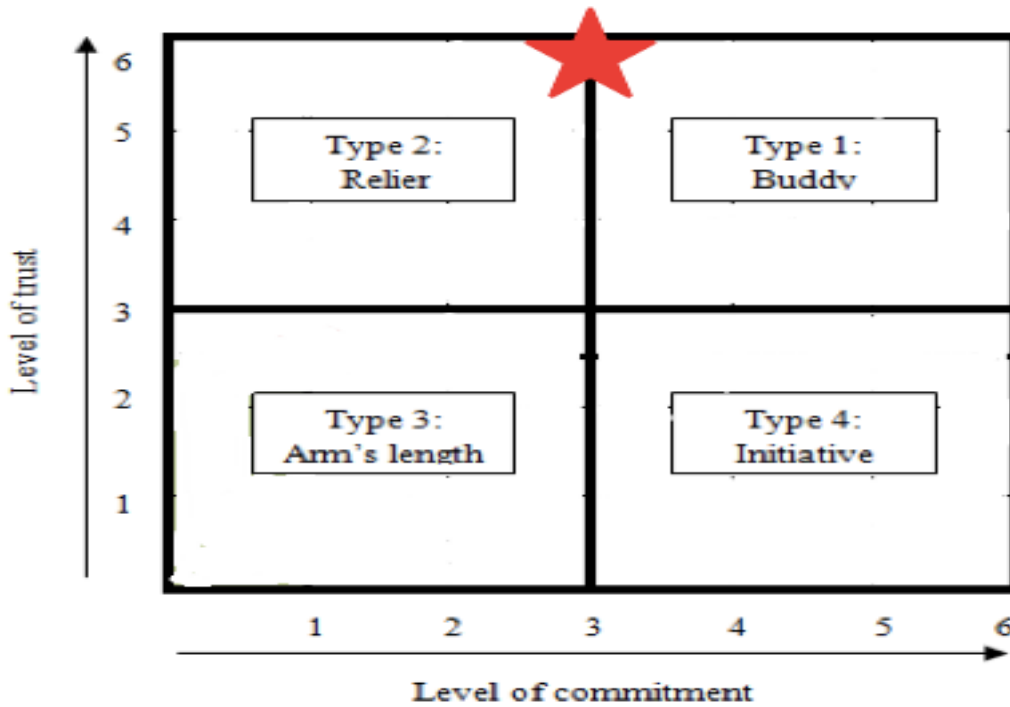 6
Type 2:
Relier
Type 1:
Buddy
5
4
Level of trust
3
2
Type 3:
Arm's length
Type 4:
Initiative
1
1 2 3 4 5 6
Level of commitment